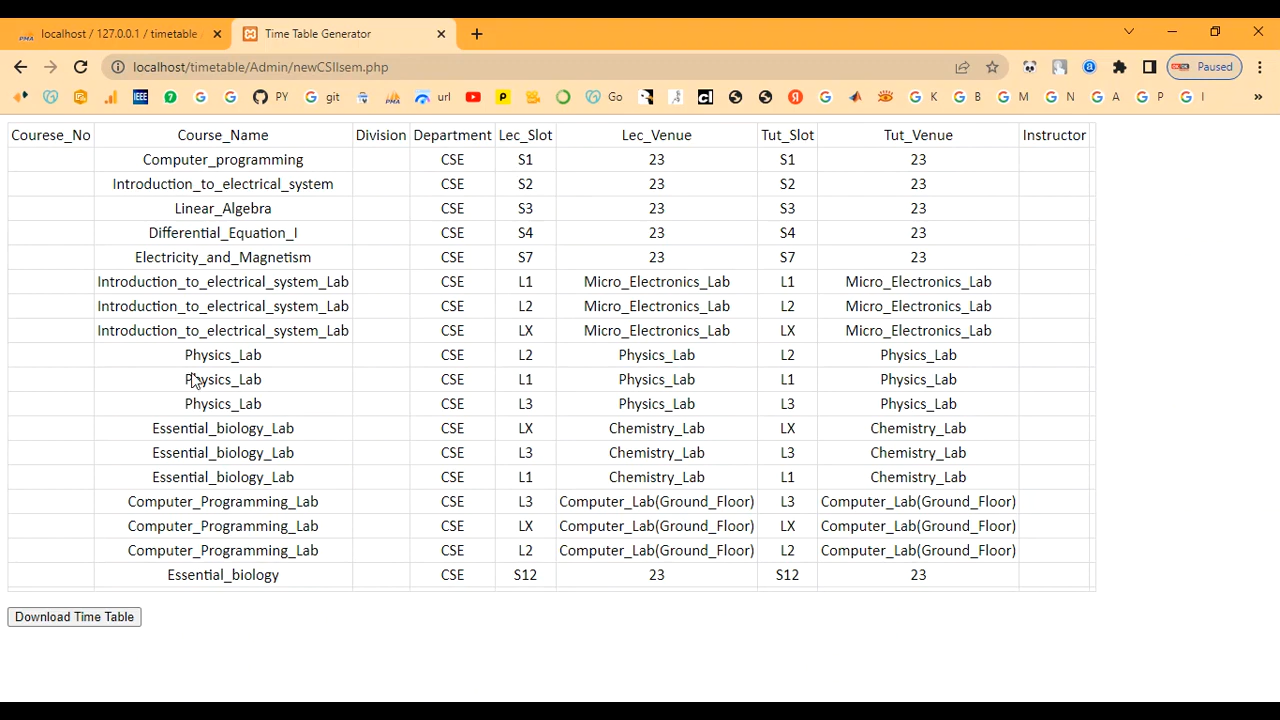 localhost / 127.0.0.1 / timetable
Time Table Generator
localhost/timetable/Admin/newCSIIsem.php
Paused
IEEE
PY
git
url
Go
K
B
M
N
A
P
I
Courese_No Course_Name Division Department Lec_Slot Lec_Venue Tut_Slot Tut_Venue Instructor
Computer_programming CSE S1 23 S1 23
Introduction_to_electrical_system CSE S2 23 S2 23
Linear_Algebra CSE S3 23 S3 23
Differential_Equation_I CSE S4 23 S4 23
Electricity_and_Magnetism CSE S7 23 S7 23
Introduction_to_electrical_system_Lab CSE L1 Micro_Electronics_Lab L1 Micro_Electronics_Lab
Introduction_to_electrical_system_Lab CSE L2 Micro_Electronics_Lab L2 Micro_Electronics_Lab
Introduction_to_electrical_system_Lab CSE LX Micro_Electronics_Lab LX Micro_Electronics_Lab
Physics_Lab CSE L2 Physics_Lab L2 Physics_Lab
Physics_Lab CSE L1 Physics_Lab L1 Physics_Lab
Physics_Lab CSE L3 Physics_Lab L3 Physics_Lab
Essential_biology_Lab CSE LX Chemistry_Lab LX Chemistry_Lab
Essential_biology_Lab CSE L3 Chemistry_Lab L3 Chemistry_Lab
Essential_biology_Lab CSE L1 Chemistry_Lab L1 Chemistry_Lab
Computer_Programming_Lab CSE L3 Computer_Lab(Ground_Floor) L3 Computer_Lab(Ground_Floor)
Computer_Programming_Lab CSE LX Computer_Lab(Ground_Floor) LX Computer_Lab(Ground_Floor)
Computer_Programming_Lab CSE L2 Computer_Lab(Ground_Floor) L2 Computer_Lab(Ground_Floor)
Essential_biology CSE S12 23 S12 23
Download Time Table